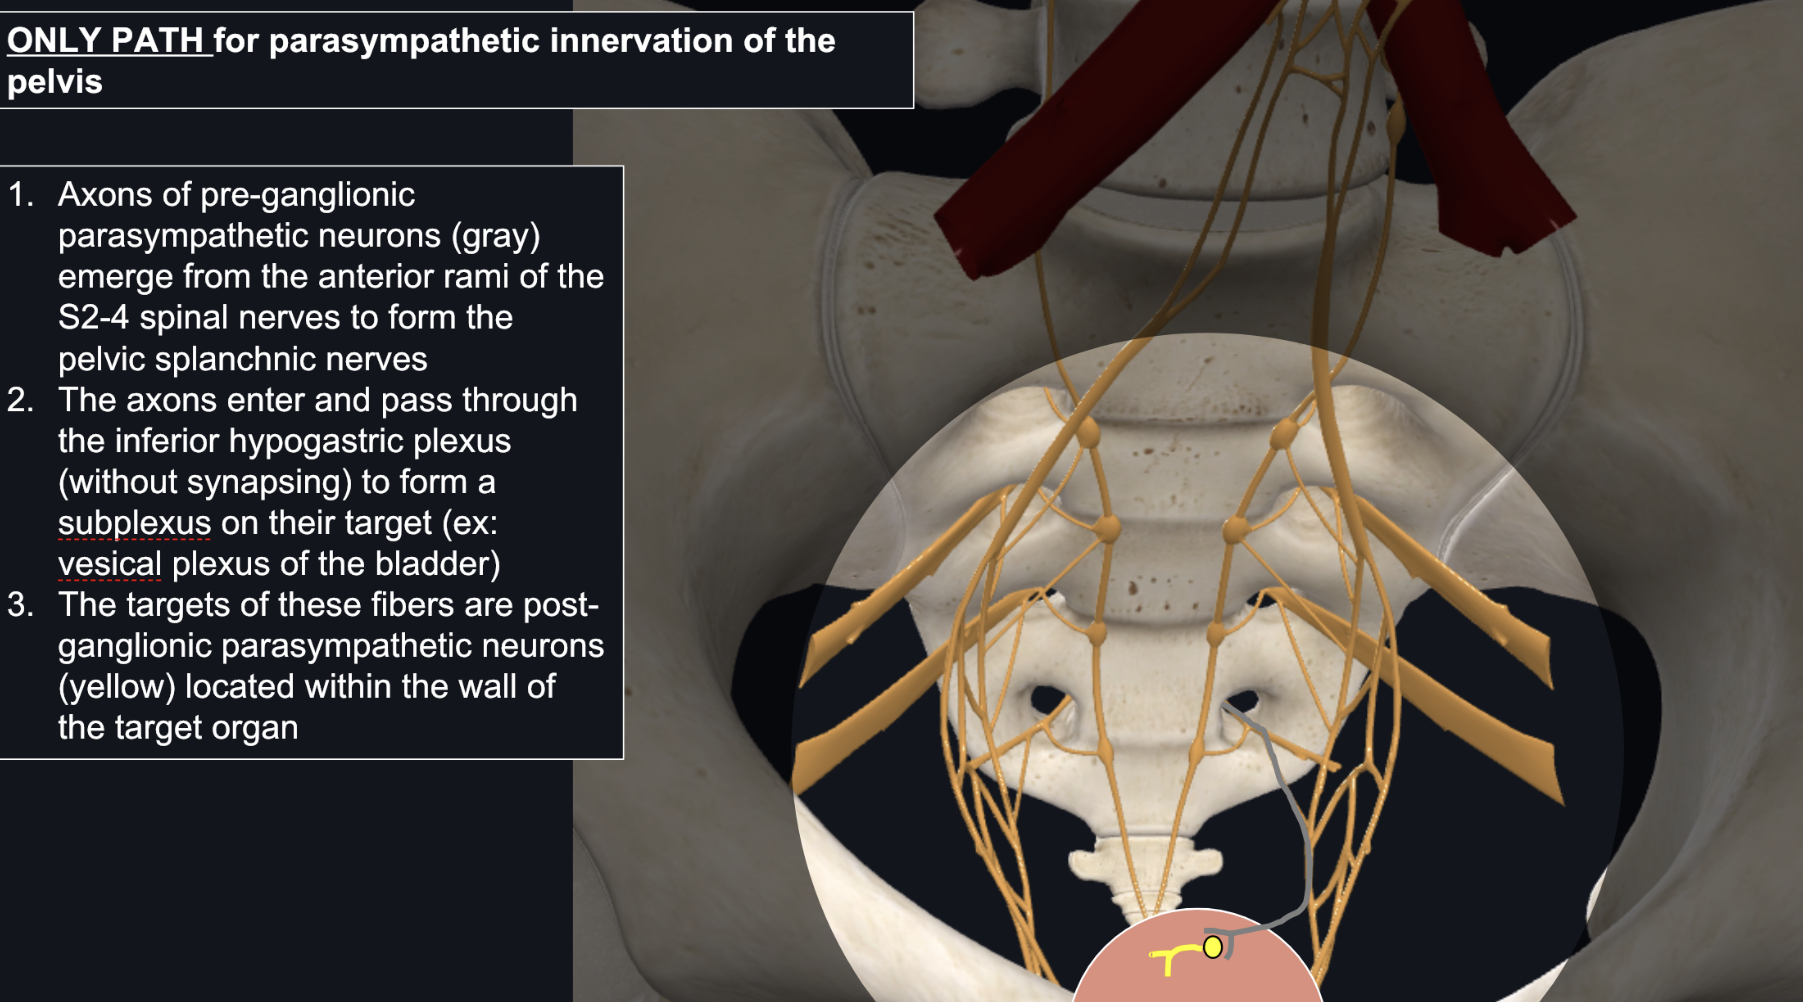 ONLY PATH for parasympathetic innervation of the
pelvis
1. Axons of pre-ganglionic
parasympathetic neurons (gray)
emerge from the anterior rami of the
S2-4 spinal nerves to form the
pelvic splanchnic nerves
2. The axons enter and pass through
the inferior hypogastric plexus
(without synapsing) to form a
subplexus on their target (ex:
vesical plexus of the bladder)
3. The targets of these fibers are post-
ganglionic parasympathetic neurons
(yellow) located within the wall of
the target organ